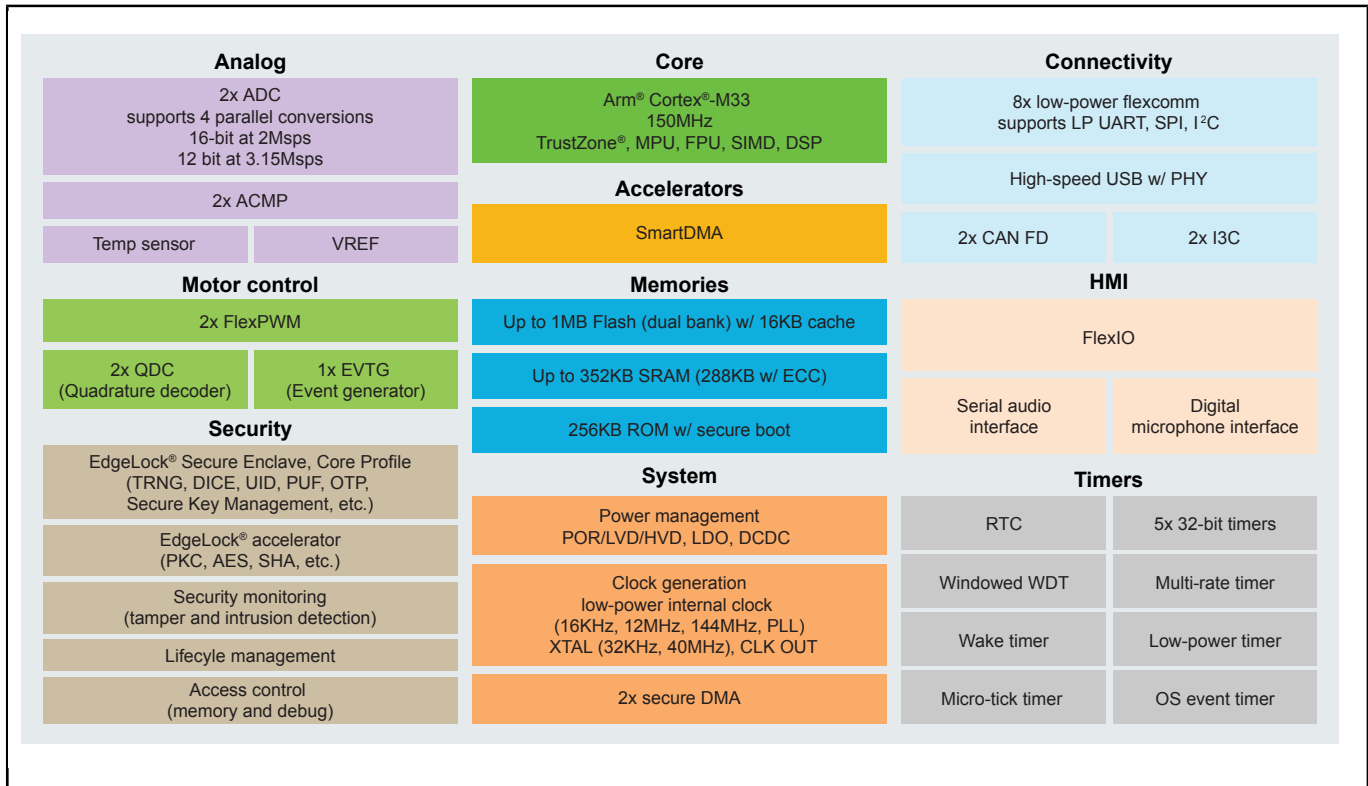 Analog
2x ADC
supports 4 parallel conversions
16-bit at 2Msps
12 bit at 3.15Msps
2x ACMP
Temp sensor
VREF
Motor control
2x FlexPWM
2x QDC
(Quadrature decoder)
1x EVTG
(Event generator)
Security
EdgeLock® Secure Enclave, Core Profile
(TRNG, DICE, UID, PUF, OTP,
Secure Key Management, etc.)
EdgeLock® accelerator
(PKC, AES, SHA, etc.)
Security monitoring
(tamper and intrusion detection)
Lifecyle management
Access control
(memory and debug)
Core
Arm® Cortex®-M33
150MHz
TrustZone®, MPU, FPU, SIMD, DSP
Accelerators
SmartDMA
Memories
Up to 1MB Flash (dual bank) w/ 16KB cache
Up to 352KB SRAM (288KB w/ ECC)
256KB ROM w/ secure boot
System
Power management
POR/LVD/HVD, LDO, DCDC
Clock generation
low-power internal clock
(16KHz, 12MHz, 144MHz, PLL)
XTAL (32KHz, 40MHz), CLK OUT
2x secure DMA
Connectivity
8x low-power flexcomm
supports LP UART, SPI, I²C
High-speed USB w/ PHY
2x CAN FD
2x I3C
HMI
FlexIO
Serial audio
interface
Digital
microphone interface
Timers
RTC
5x 32-bit timers
Windowed WDT
Multi-rate timer
Wake timer
Low-power timer
Micro-tick timer
OS event timer